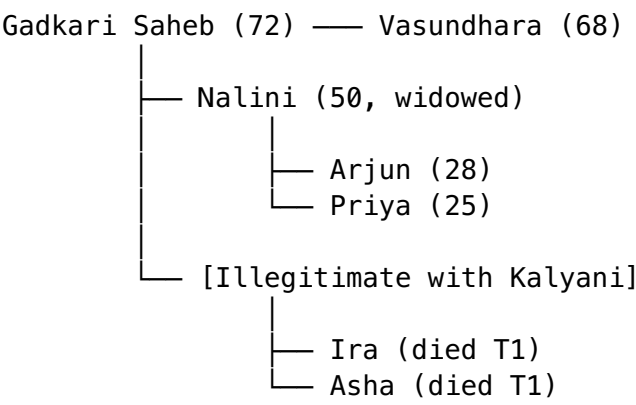 Gadkari Saheb (72) ─── Vasundhara (68)
Nalini (50, widowed)
Arjun (28)
Priya (25)
[Illegitimate with Kalyani]
Ira (died T1)
Asha (died T1)